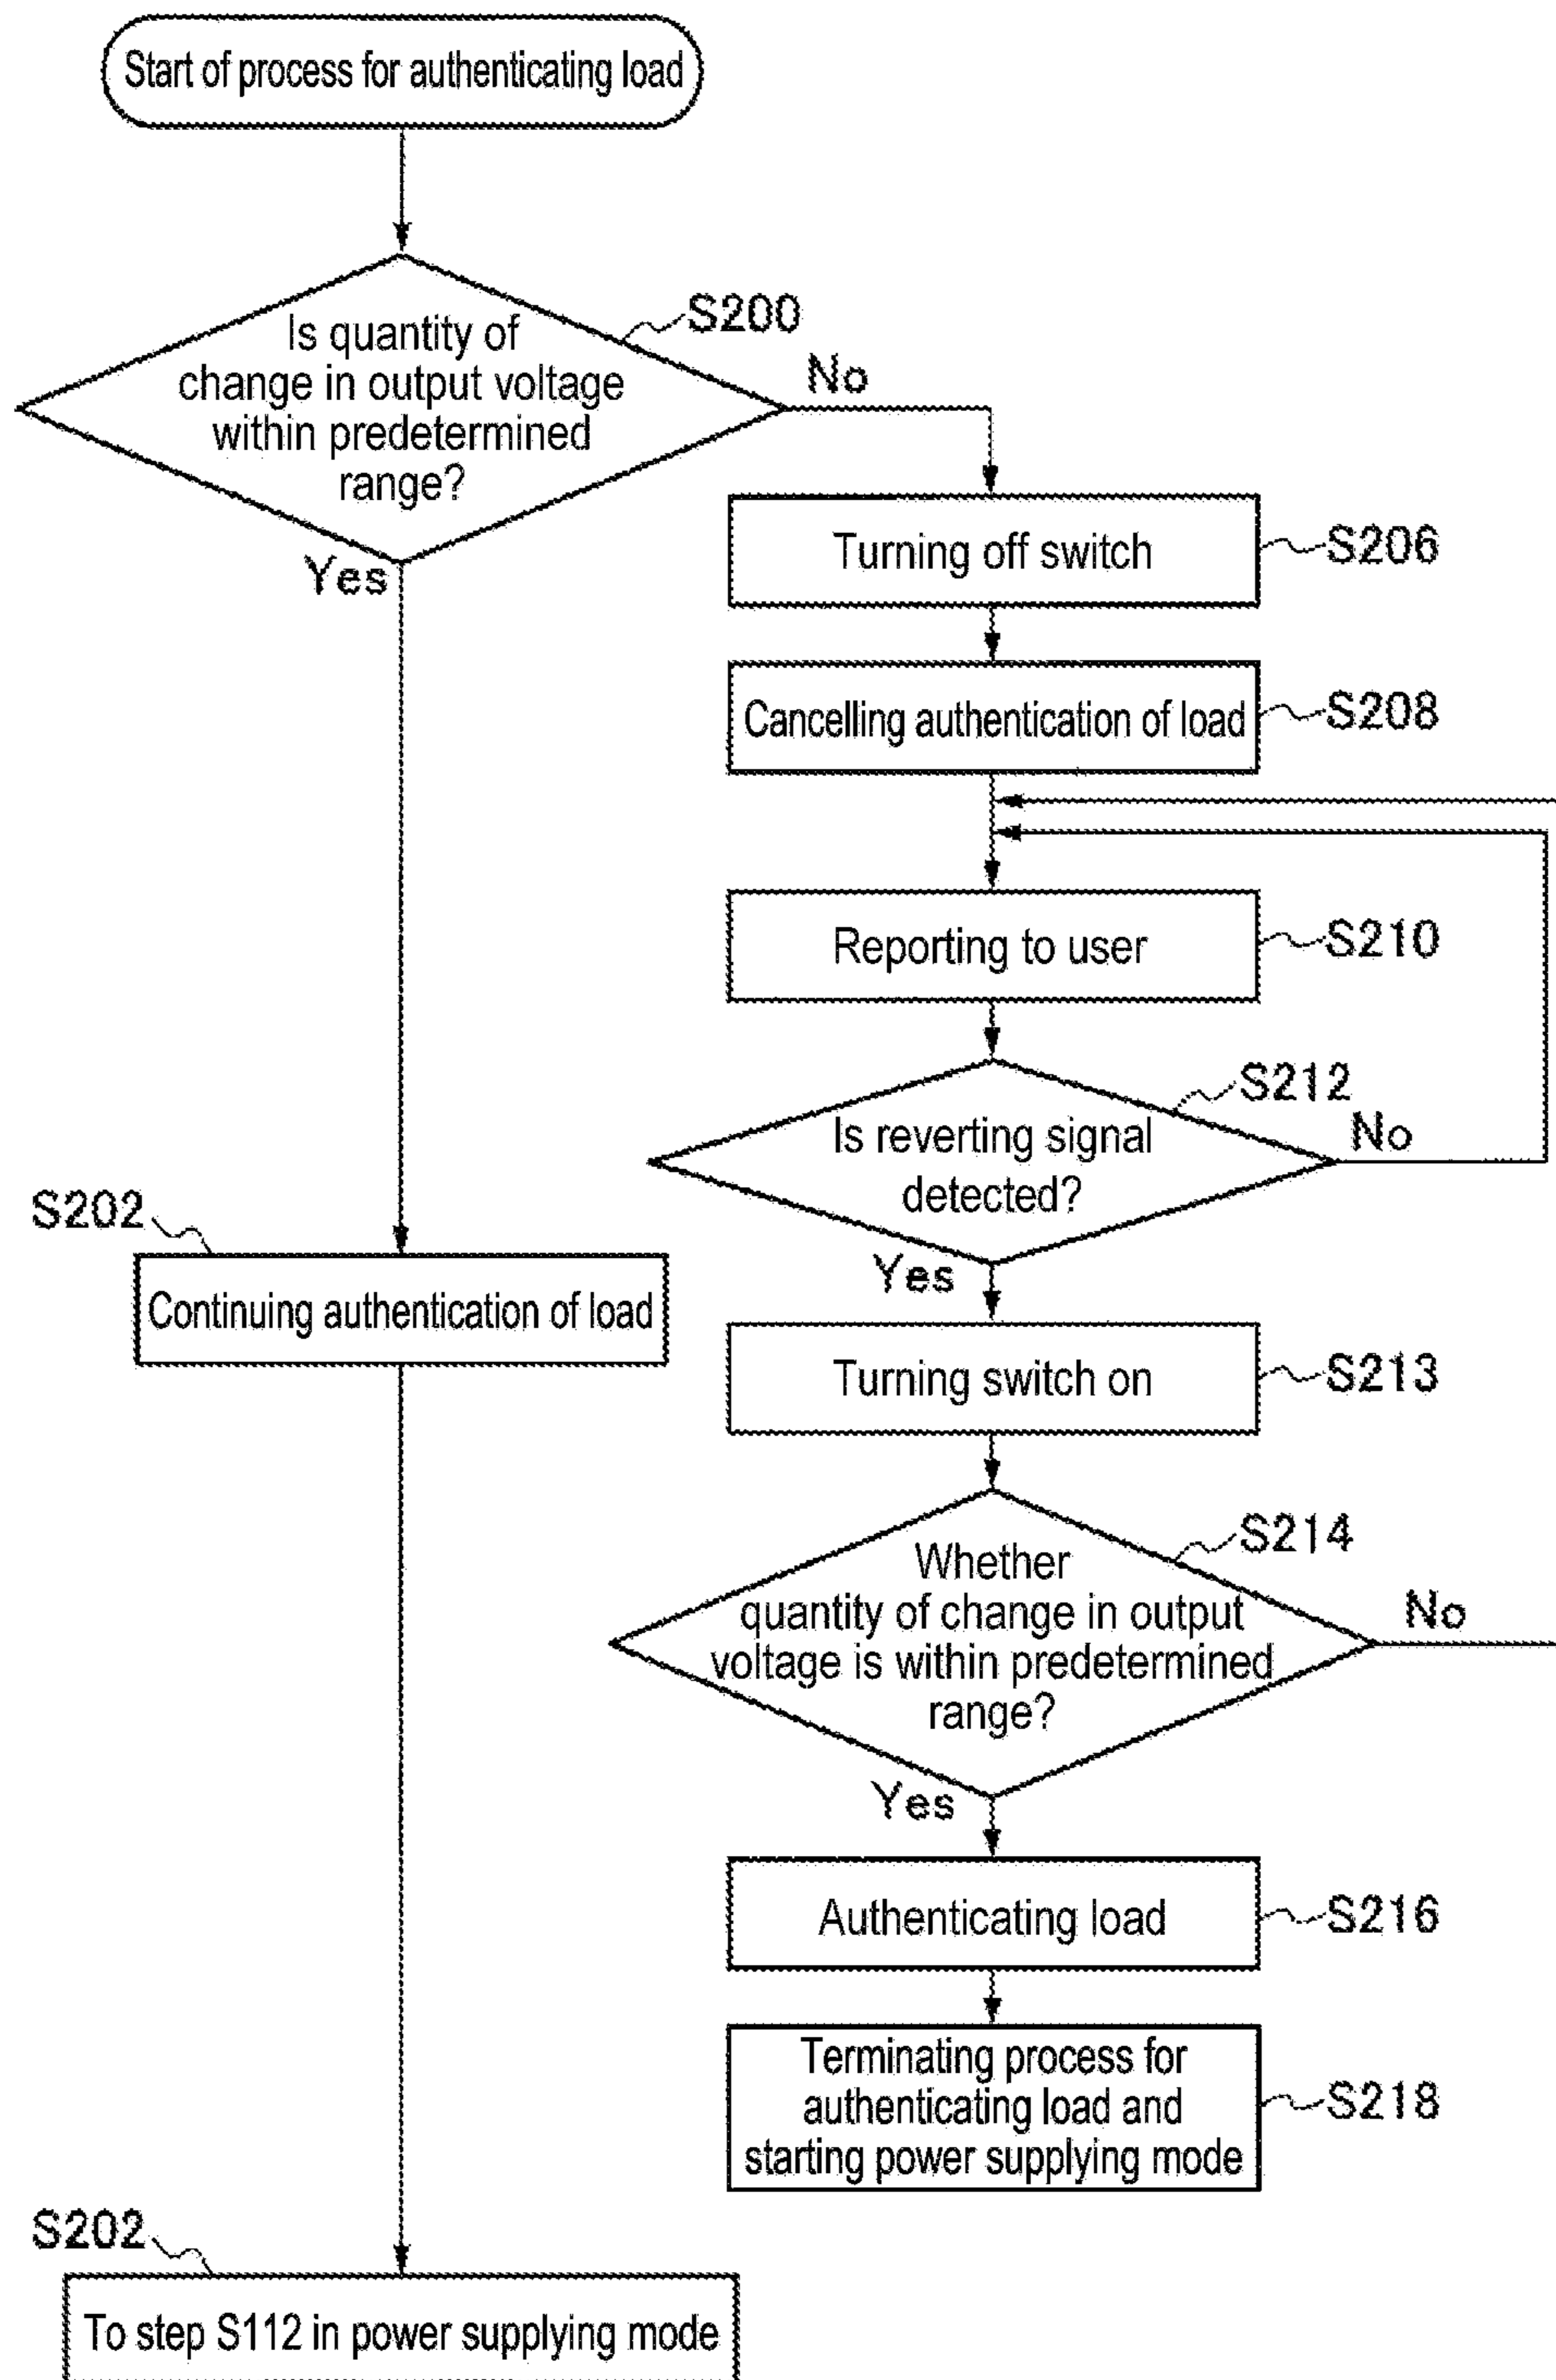 Start of process for authenticating load
S200
Is quantity of
change in output voltage
within predetermined
range?
No
Yes
Turning off switch
S206
Cancelling authentication of load
S208
Reporting to user
S210
S212
Is reverting signal
detected?
No
Yes
S202
Continuing authentication of load
Turning switch on
S213
S214
Whether
quantity of change in output
voltage is within predetermined
range?
No
Yes
Authenticating load
S216
Terminating process for
authenticating load and
starting power supplying mode
S218
S202
To step S112 in power supplying mode